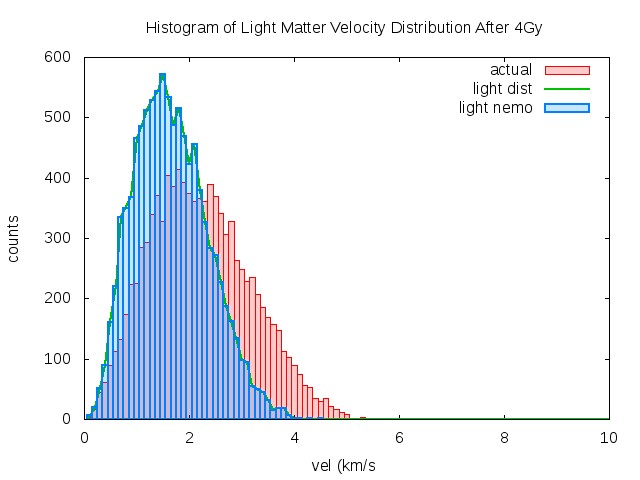 Histogram of Light Matter Velocity Distribution After 4Gy
600
500
400
300
200
100
0
counts
actual
light dist
light nemo
0 2 4 6 8 10
vel (km/s